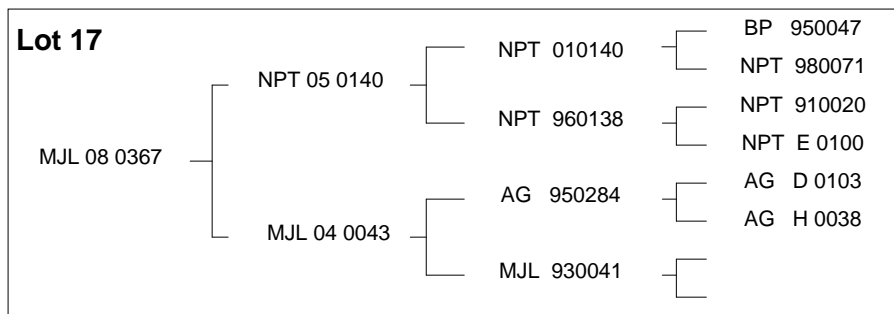 Lot 17
BP 950047
NPT 010140
NPT 980071
NPT 05 0140
NPT 910020
NPT 960138
NPT E 0100
MJL 08 0367
AG D 0103
AG 950284
AG H 0038
MJL 04 0043
MJL 930041